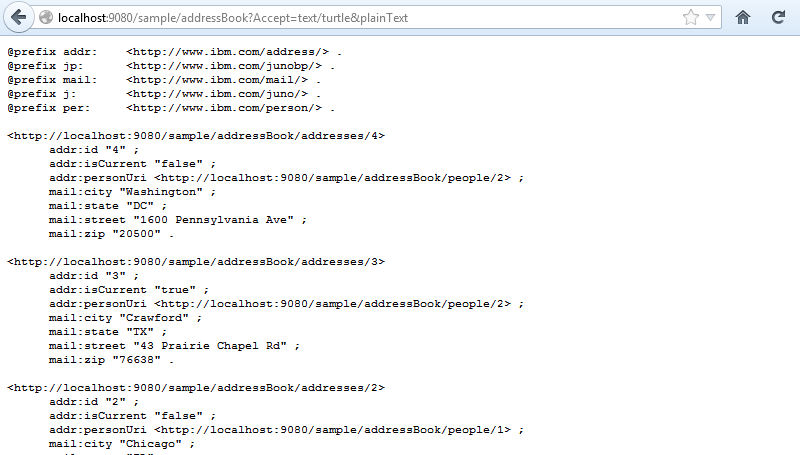 localhost:9080/sample/addressBook?Accept=text/turtle&plainText
@prefix addr:    <http://www.ibm.com/address/> .
@prefix jp:      <http://www.ibm.com/junobp/> .
@prefix mail:    <http://www.ibm.com/mail/> .
@prefix j:       <http://www.ibm.com/juno/> .
@prefix per:     <http://www.ibm.com/person/> .
<http://localhost:9080/sample/addressBook/addresses/4>
addr:id "4" ;
addr:isCurrent "false" ;
addr:personUri <http://localhost:9080/sample/addressBook/people/2> ;
mail:city "Washington" ;
mail:state "DC" ;
mail:street "1600 Pennsylvania Ave" ;
mail:zip "20500" .
<http://localhost:9080/sample/addressBook/addresses/3>
addr:id "3" ;
addr:isCurrent "true" ;
addr:personUri <http://localhost:9080/sample/addressBook/people/2> ;
mail:city "Crawford" ;
mail:state "TX" ;
mail:street "43 Prairie Chapel Rd" ;
mail:zip "76638" .
<http://localhost:9080/sample/addressBook/addresses/2>
addr:id "2" ;
addr:isCurrent "false" ;
addr:personUri <http://localhost:9080/sample/addressBook/people/1> ;
mail:city "Chicago" ;